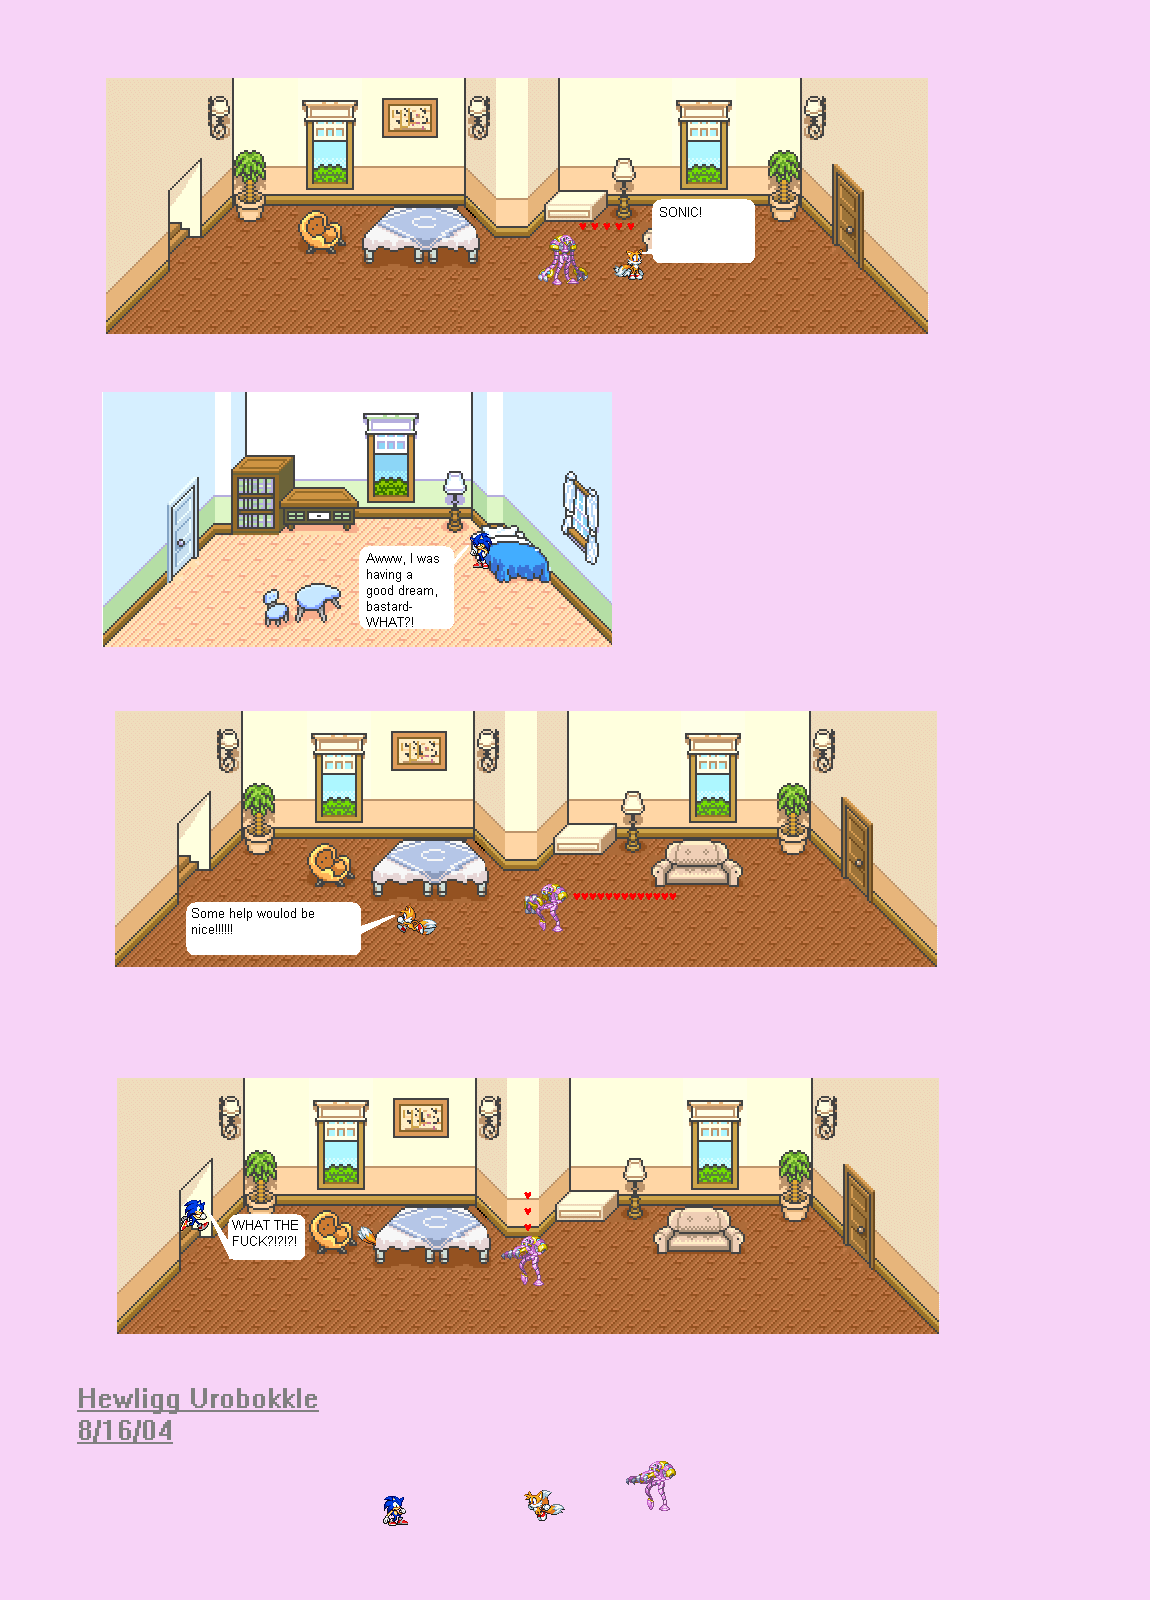 SONIC!
Awww, I was
having a
good dream,
bastard-
WHAT?!
Some help woulod be
nice!!!!!!
WHAT THE
FUCK?!?!?!
Hewligg Urobokkle
8/16/04